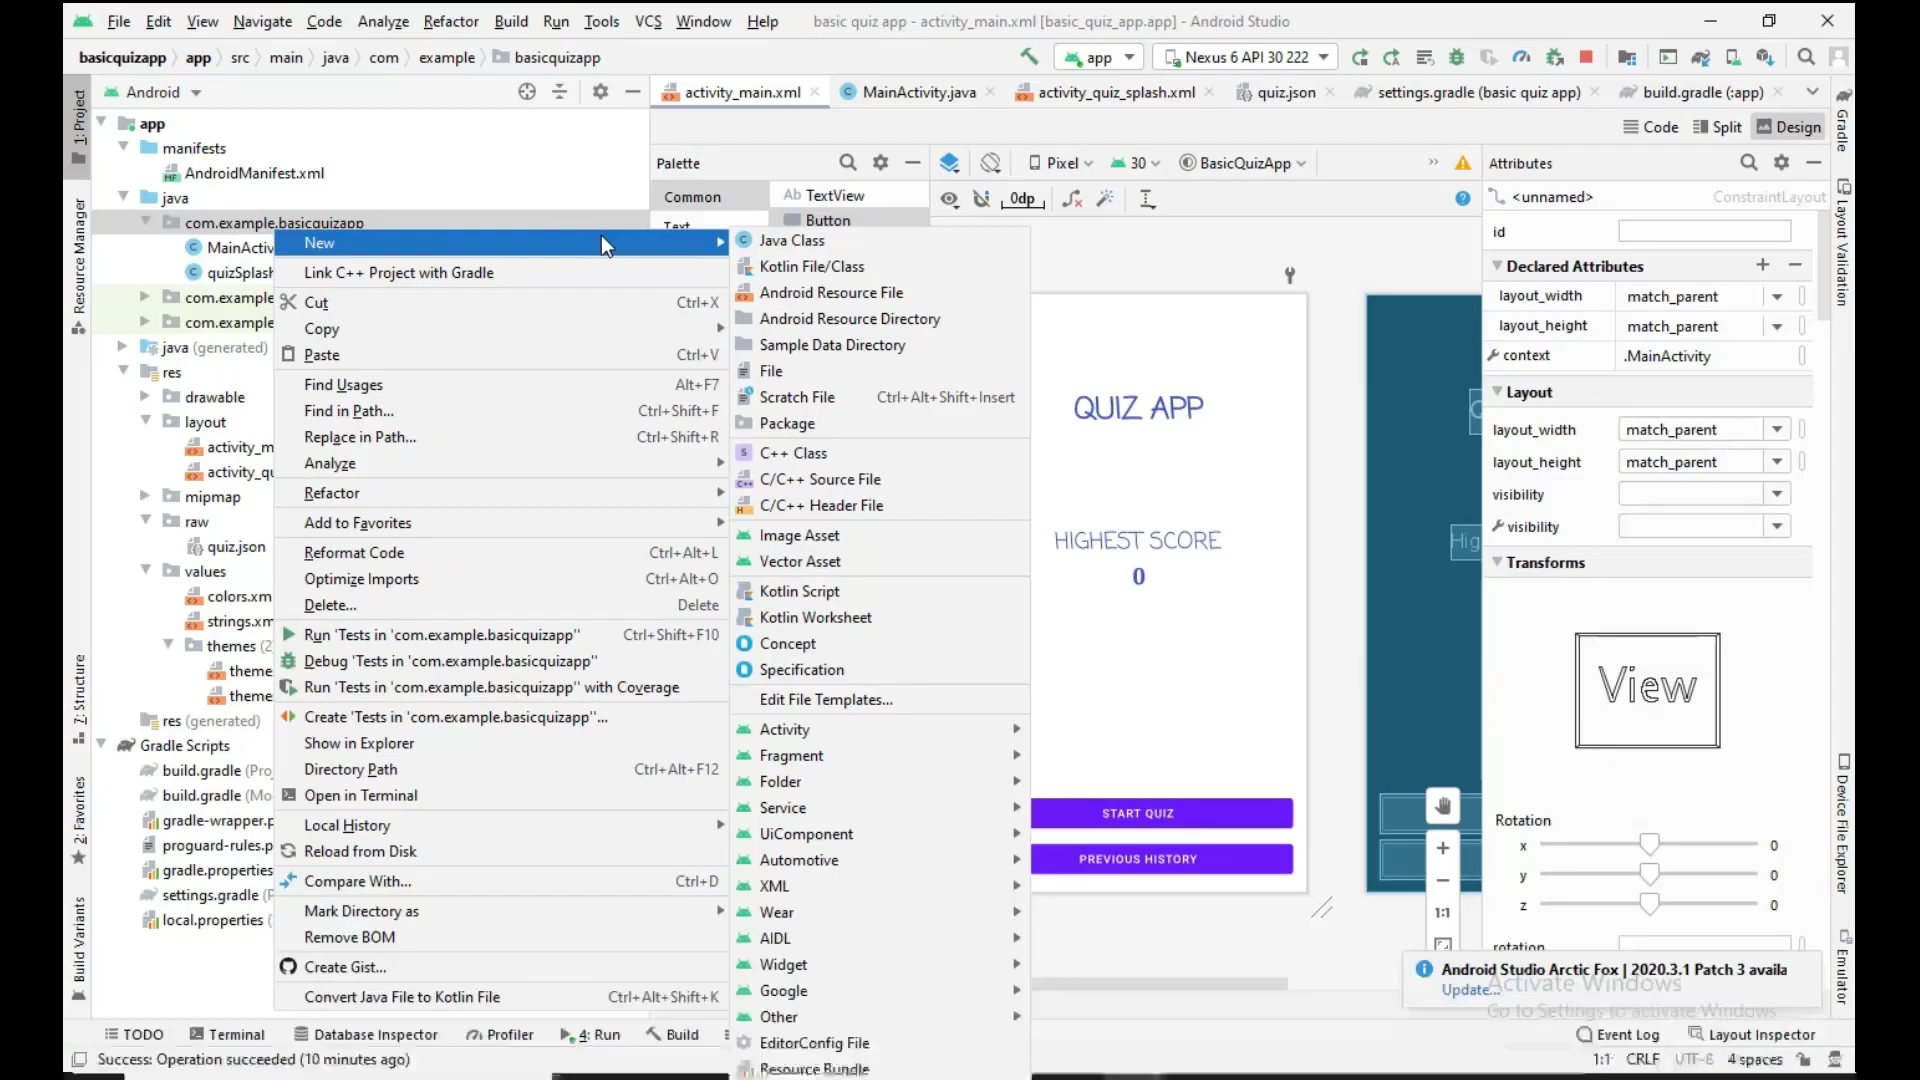 File Edit View Navigate Code Analyze Refactor Build Run Tools VCS Window Help basic quiz app - activity_main.xml [basic_quiz_app.app] - Android Studio
basicquizapp app src main java com example basicquizapp app Nexus 6 API 30 222
Android activity_main.xml MainActivity.java activity_quiz_splash.xml quiz.json settings.gradle (basic quiz app) build.gradle (:app)
Code Split Design
1: Project
Resource Manager
7: Structure
2: Favorites
Build Variants
app
manifests
AndroidManifest.xml
java
com.example.basicquizapp
MainActiv
quizSplash
com.example
com.example
java (generated)
res
drawable
layout
activity_m
activity_qu
mipmap
raw
quiz.json
values
colors.xm
strings.xm
themes (2
theme
theme
res (generated)
Gradle Scripts
build.gradle (Proj
build.gradle (Mo
gradle-wrapper.p
proguard-rules.p
gradle.properties
settings.gradle (P
local.properties (
New
Link C++ Project with Gradle
Cut Ctrl+X
Copy
Paste Ctrl+V
Find Usages Alt+F7
Find in Path... Ctrl+Shift+F
Replace in Path... Ctrl+Shift+R
Analyze
Refactor
Add to Favorites
Reformat Code Ctrl+Alt+L
Optimize Imports Ctrl+Alt+O
Delete... Delete
Run 'Tests in 'com.example.basicquizapp'' Ctrl+Shift+F10
Debug 'Tests in 'com.example.basicquizapp''
Run 'Tests in 'com.example.basicquizapp'' with Coverage
Create 'Tests in 'com.example.basicquizapp''...
Show in Explorer
Directory Path Ctrl+Alt+F12
Open in Terminal
Local History
Reload from Disk
Compare With... Ctrl+D
Mark Directory as
Remove BOM
Create Gist...
Convert Java File to Kotlin File Ctrl+Alt+Shift+K
Java Class
Kotlin File/Class
Android Resource File
Android Resource Directory
Sample Data Directory
File
Scratch File Ctrl+Alt+Shift+Insert
Package
C++ Class
C/C++ Source File
C/C++ Header File
Image Asset
Vector Asset
Kotlin Script
Kotlin Worksheet
Concept
Specification
Edit File Templates...
Activity
Fragment
Folder
Service
UiComponent
Automotive
XML
Wear
AIDL
Widget
Google
Other
EditorConfig File
Resource Bundle
Palette
Common
Text
Ab TextView
Button
Pixel 30 BasicQuizApp
0dp
QUIZ APP
HIGHEST SCORE
0
START QUIZ
PREVIOUS HISTORY
Hig
1:1
Attributes
<unnamed> ConstraintLayout
id
Declared Attributes
layout_width match_parent
layout_height match_parent
context .MainActivity
Layout
layout_width match_parent
layout_height match_parent
visibility
visibility
Transforms
View
Rotation
x 0
y 0
z 0
rotation
Gradle
Layout Validation
Device File Explorer
Emulator
Android Studio Arctic Fox | 2020.3.1 Patch 3 availa
Update...
Activate Windows
Go to Settings to activate Windows.
TODO Terminal Database Inspector Profiler 4: Run Build Event Log Layout Inspector
Success: Operation succeeded (10 minutes ago) 1:1 CRLF UTF-8 4 spaces